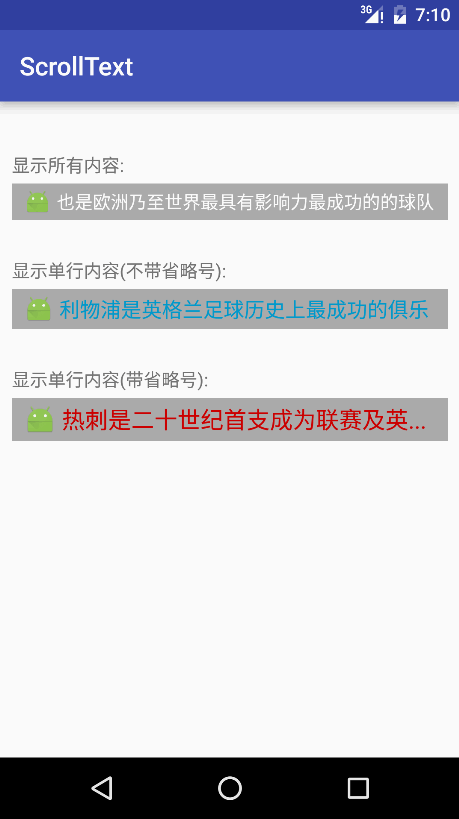 3G 7:10
ScrollText
显示所有内容:
也是欧洲乃至世界最具有影响力最成功的的球队
显示单行内容(不带省略号):
利物浦是英格兰足球历史上最成功的俱乐
显示单行内容(带省略号):
热刺是二十世纪首支成为联赛及英...